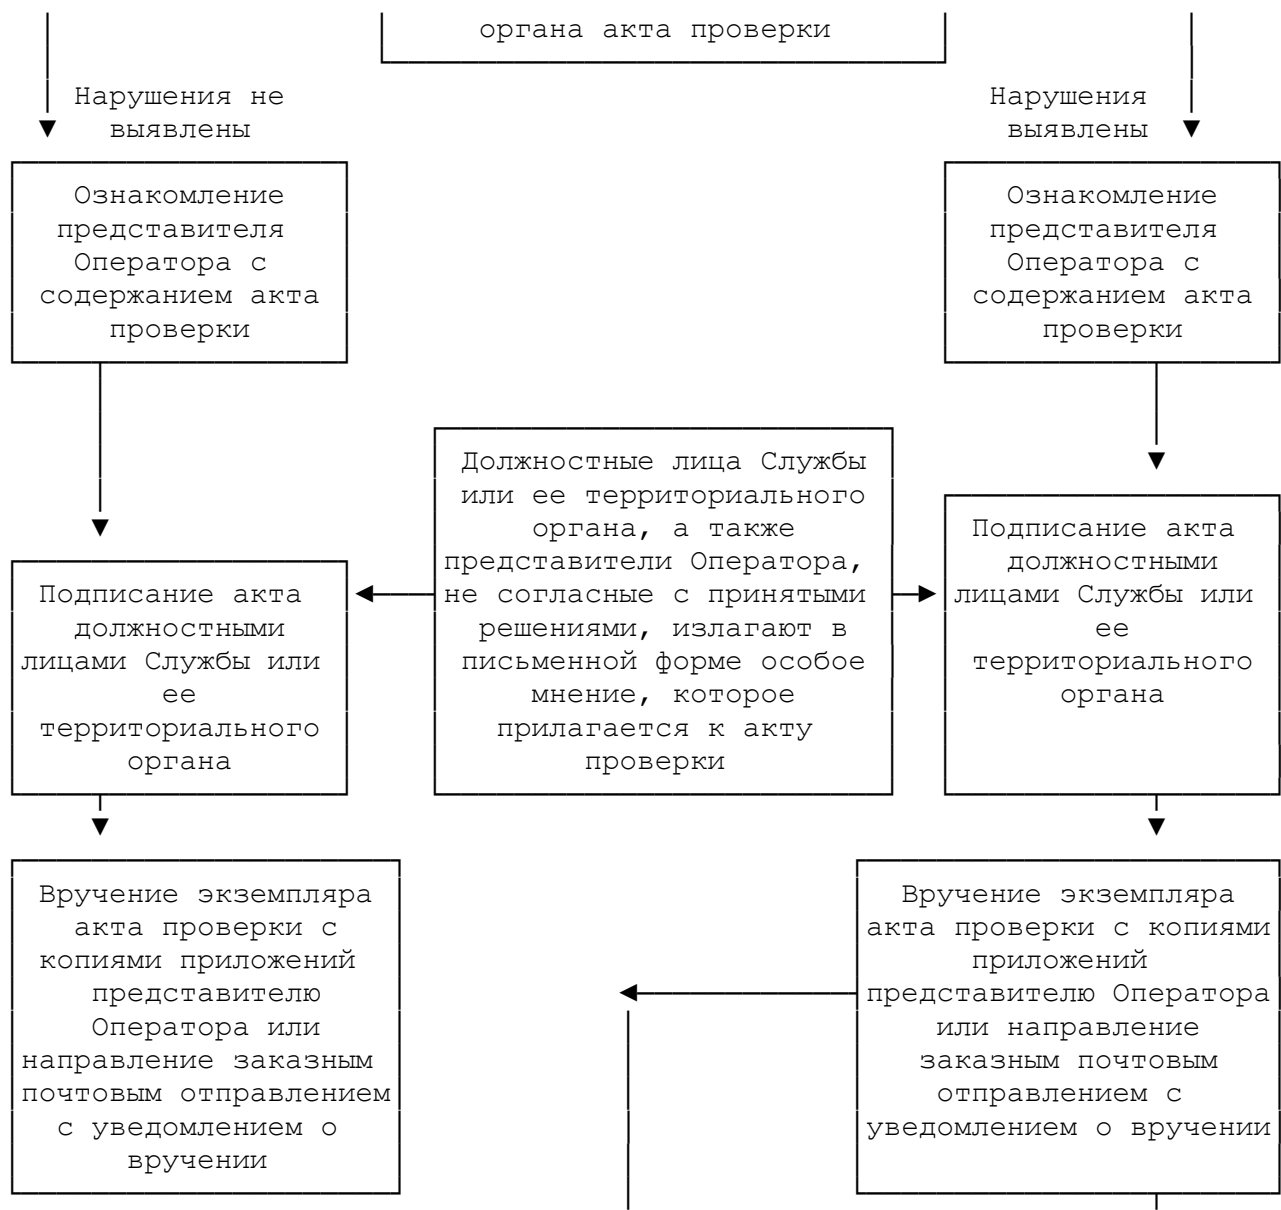 органа акта проверки
Нарушения не
выявлены
Нарушения
выявлены
Ознакомление
представителя
Оператора с
содержанием акта
проверки
Ознакомление
представителя
Оператора с
содержанием акта
проверки
Должностные лица Службы
или ее территориального
органа, а также
представители Оператора,
не согласные с принятыми
решениями, излагают в
письменной форме особое
мнение, которое
прилагается к акту
проверки
Подписание акта
должностными
лицами Службы или
ее
территориального
органа
Подписание акта
должностными
лицами Службы или
ее
территориального
органа
Вручение экземпляра
акта проверки с
копиями приложений
представителю
Оператора или
направление заказным
почтовым отправлением
с уведомлением о
вручении
Вручение экземпляра
акта проверки с копиями
приложений
представителю Оператора
или направление
заказным почтовым
отправлением с
уведомлением о вручении